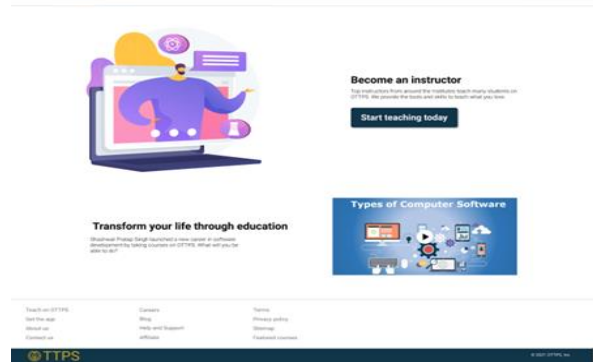 Become an instructor
Top instructors from around the institutes teach many students on
OTTPS. We provide the tools and skills to teach what you love.
Start teaching today
Types of Computer Software
Transform your life through education
Shashwat Pratap Singh launched a new career in software
development by taking courses on OTTPS. What will you be
able to do?
Teach on OTTPS
Careers
Terms
Get the app
Blog
Privacy policy
About us
Help and Support
Sitemap
Contact us
Affiliate
Featured courses
OTTPS
© 2021 OTTPS, Inc.